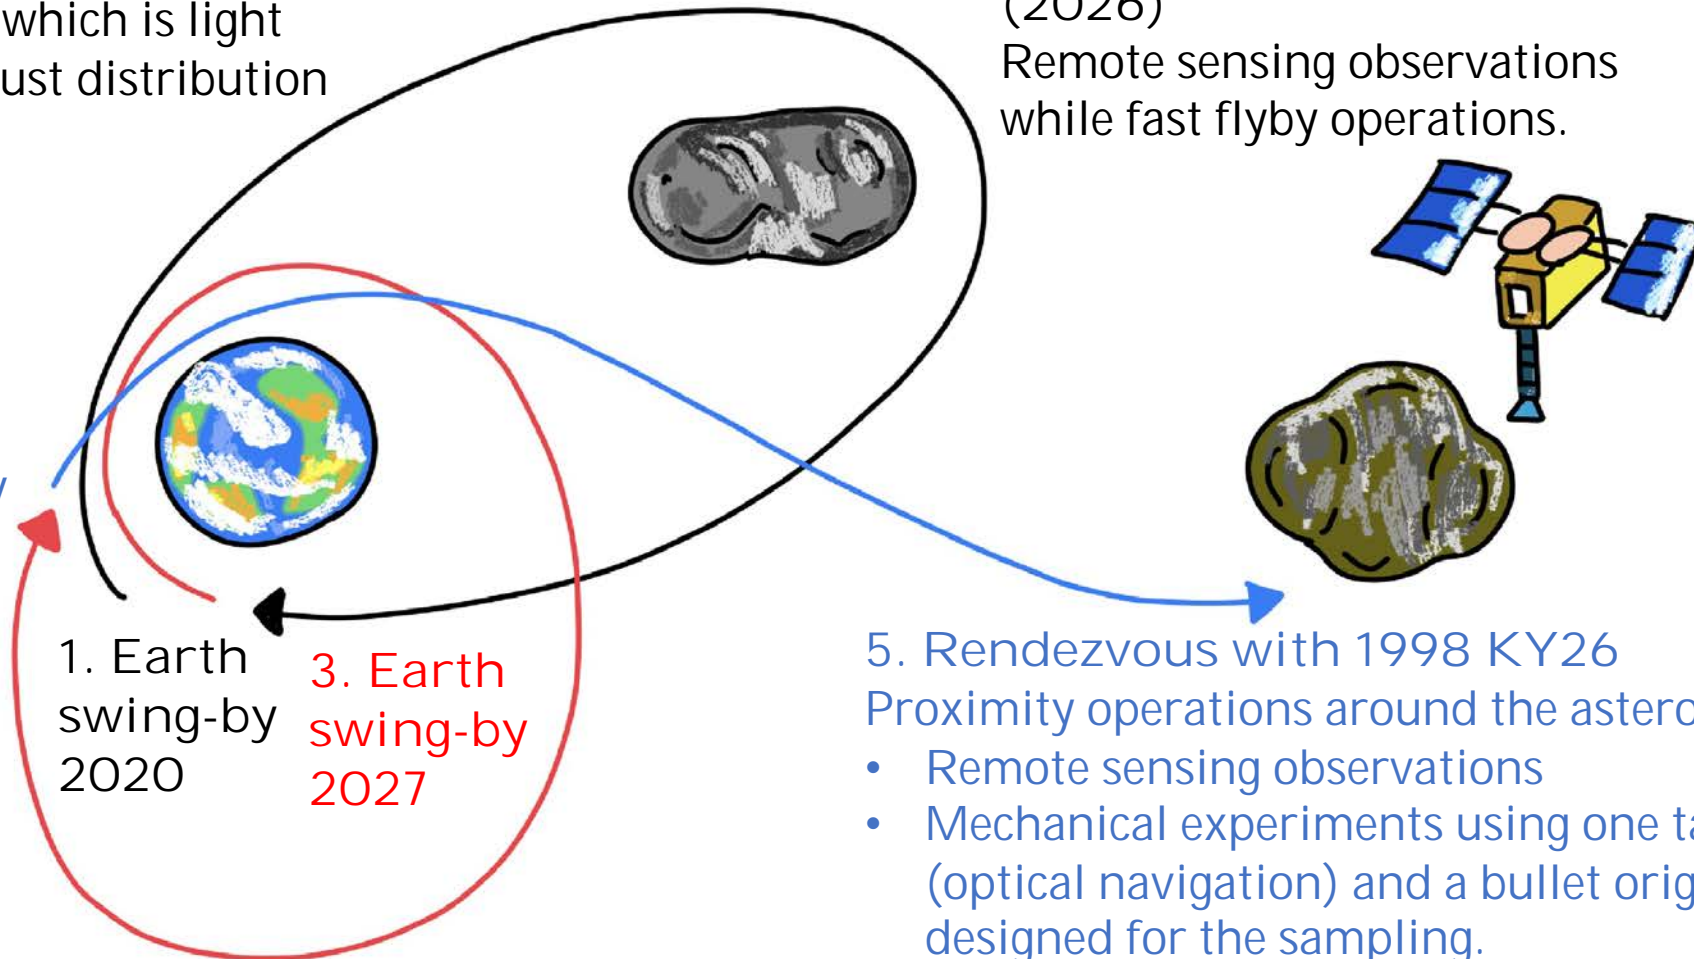 which is light
ust distribution
(2026)
Remote sensing observations
while fast flyby operations.
y
1. Earth
swing-by
2020
3. Earth
swing-by
2027
5. Rendezvous with 1998 KY26
Proximity operations around the astero
• Remote sensing observations
• Mechanical experiments using one ta
(optical navigation) and a bullet orig
designed for the sampling.